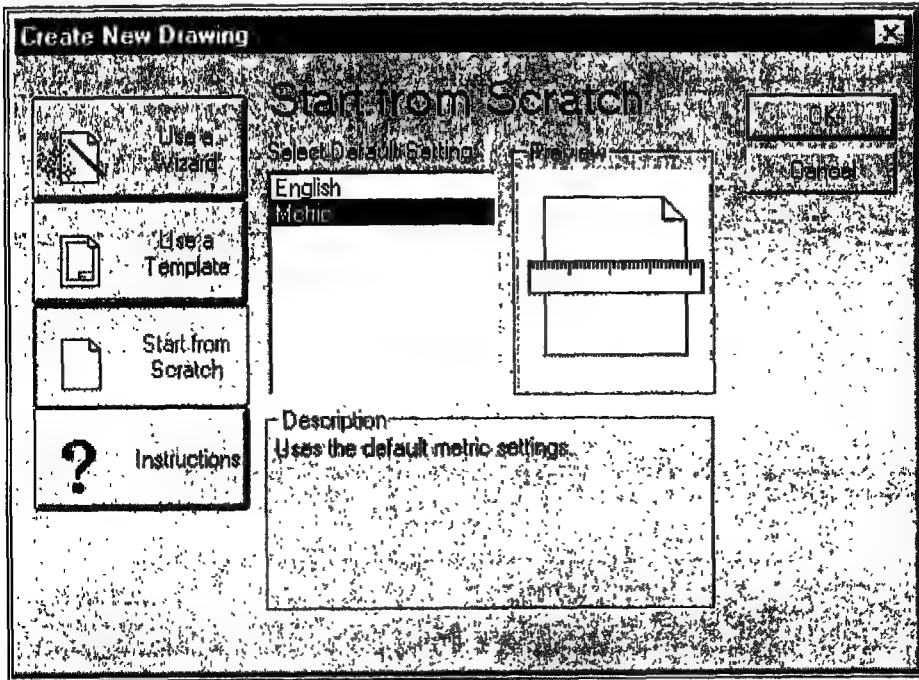 Create New Drawing
Start from Scratch
Use a
Wizard
Use a
Template
Start from
Scratch
Instructions
Select Default Setting
English
Metric
Preview
OK
Cancel
Description
Uses the default metric settings.